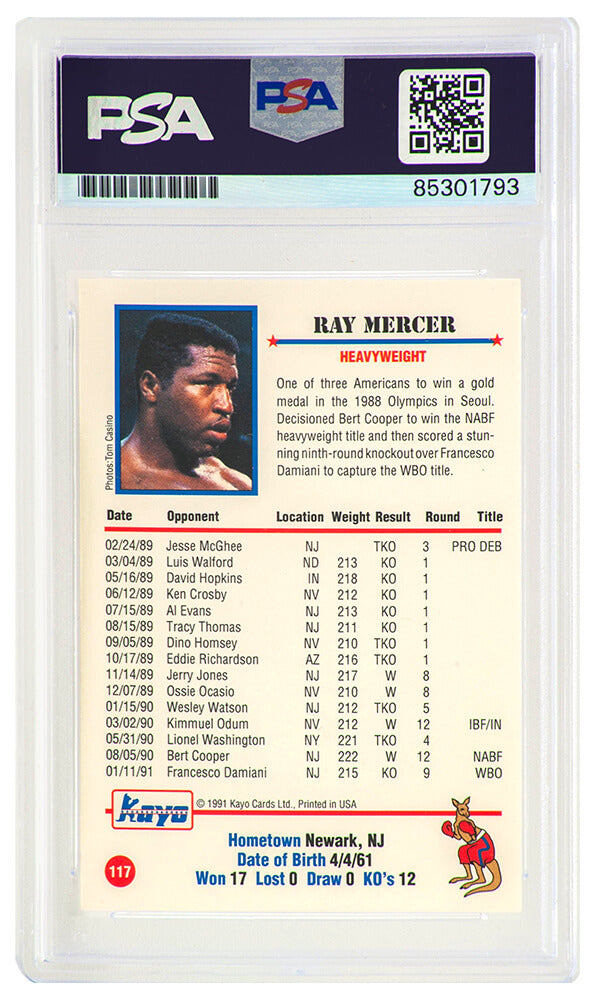 PSA PSA
85301793
RAY MERCER
HEAVYWEIGHT
One of three Americans to win a gold
medal in the 1988 Olympics in Seoul.
Decisioned Bert Cooper to win the NABF
heavyweight title and then scored a stun-
ning ninth-round knockout over Francesco
Damiani to capture the WBO title.
Photos:Tom Casino
Date Opponent Location Weight Result Round Title
02/24/89 Jesse McGhee NJ TKO 3 PRO DEB
03/04/89 Luis Walford ND 213 KO 1
05/16/89 David Hopkins IN 218 KO 1
06/12/89 Ken Crosby NV 212 KO 1
07/15/89 Al Evans NJ 213 KO 1
08/15/89 Tracy Thomas NJ 211 KO 1
09/05/89 Dino Homsey NV 210 TKO 1
10/17/89 Eddie Richardson AZ 216 TKO 1
11/14/89 Jerry Jones NJ 217 W 8
12/07/89 Ossie Ocasio NV 210 W 8
01/15/90 Wesley Watson NJ 212 TKO 5
03/02/90 Kimmuel Odum NV 212 W 12 IBF/IN
05/31/90 Lionel Washington NY 221 TKO 4
08/05/90 Bert Cooper NJ 222 W 12 NABF
01/11/91 Francesco Damiani NJ 215 KO 9 WBO
Kayo © 1991 Kayo Cards Ltd., Printed in USA
Hometown Newark, NJ
Date of Birth 4/4/61
117 Won 17 Lost 0 Draw 0 KO's 12